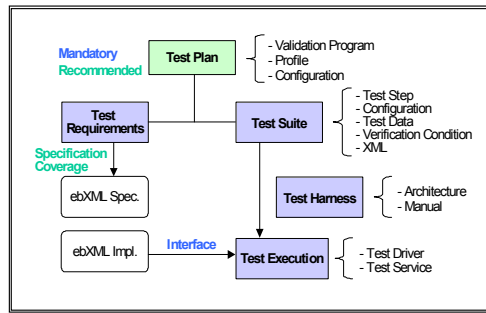 Mandatory
Recommended
Test Plan
- Validation Program
- Profile
- Configuration
Test
Requirements
Test Suite
- Test Step
- Configuration
- Test Data
- Verification Condition
- XML
Specification
Coverage
ebXML Spec.
Test Harness
- Architecture
- Manual
ebXML Impl.
Interface
Test Execution
- Test Driver
- Test Service